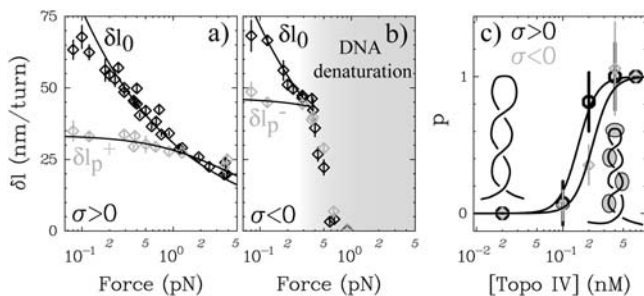 75
50
25
0
δl (nm/turn)
a)
δl0
δlp+
σ>0
10-1
2
5
100
2
5
Force (pN)
b)
δl0
DNA
denaturation
δlp-
σ<0
10-1
2
5
100
2
5
Force (pN)
c)
σ>0
σ<0
1
0
p
10-2
2
5
10-1
2
5
[Topo IV] (nM)